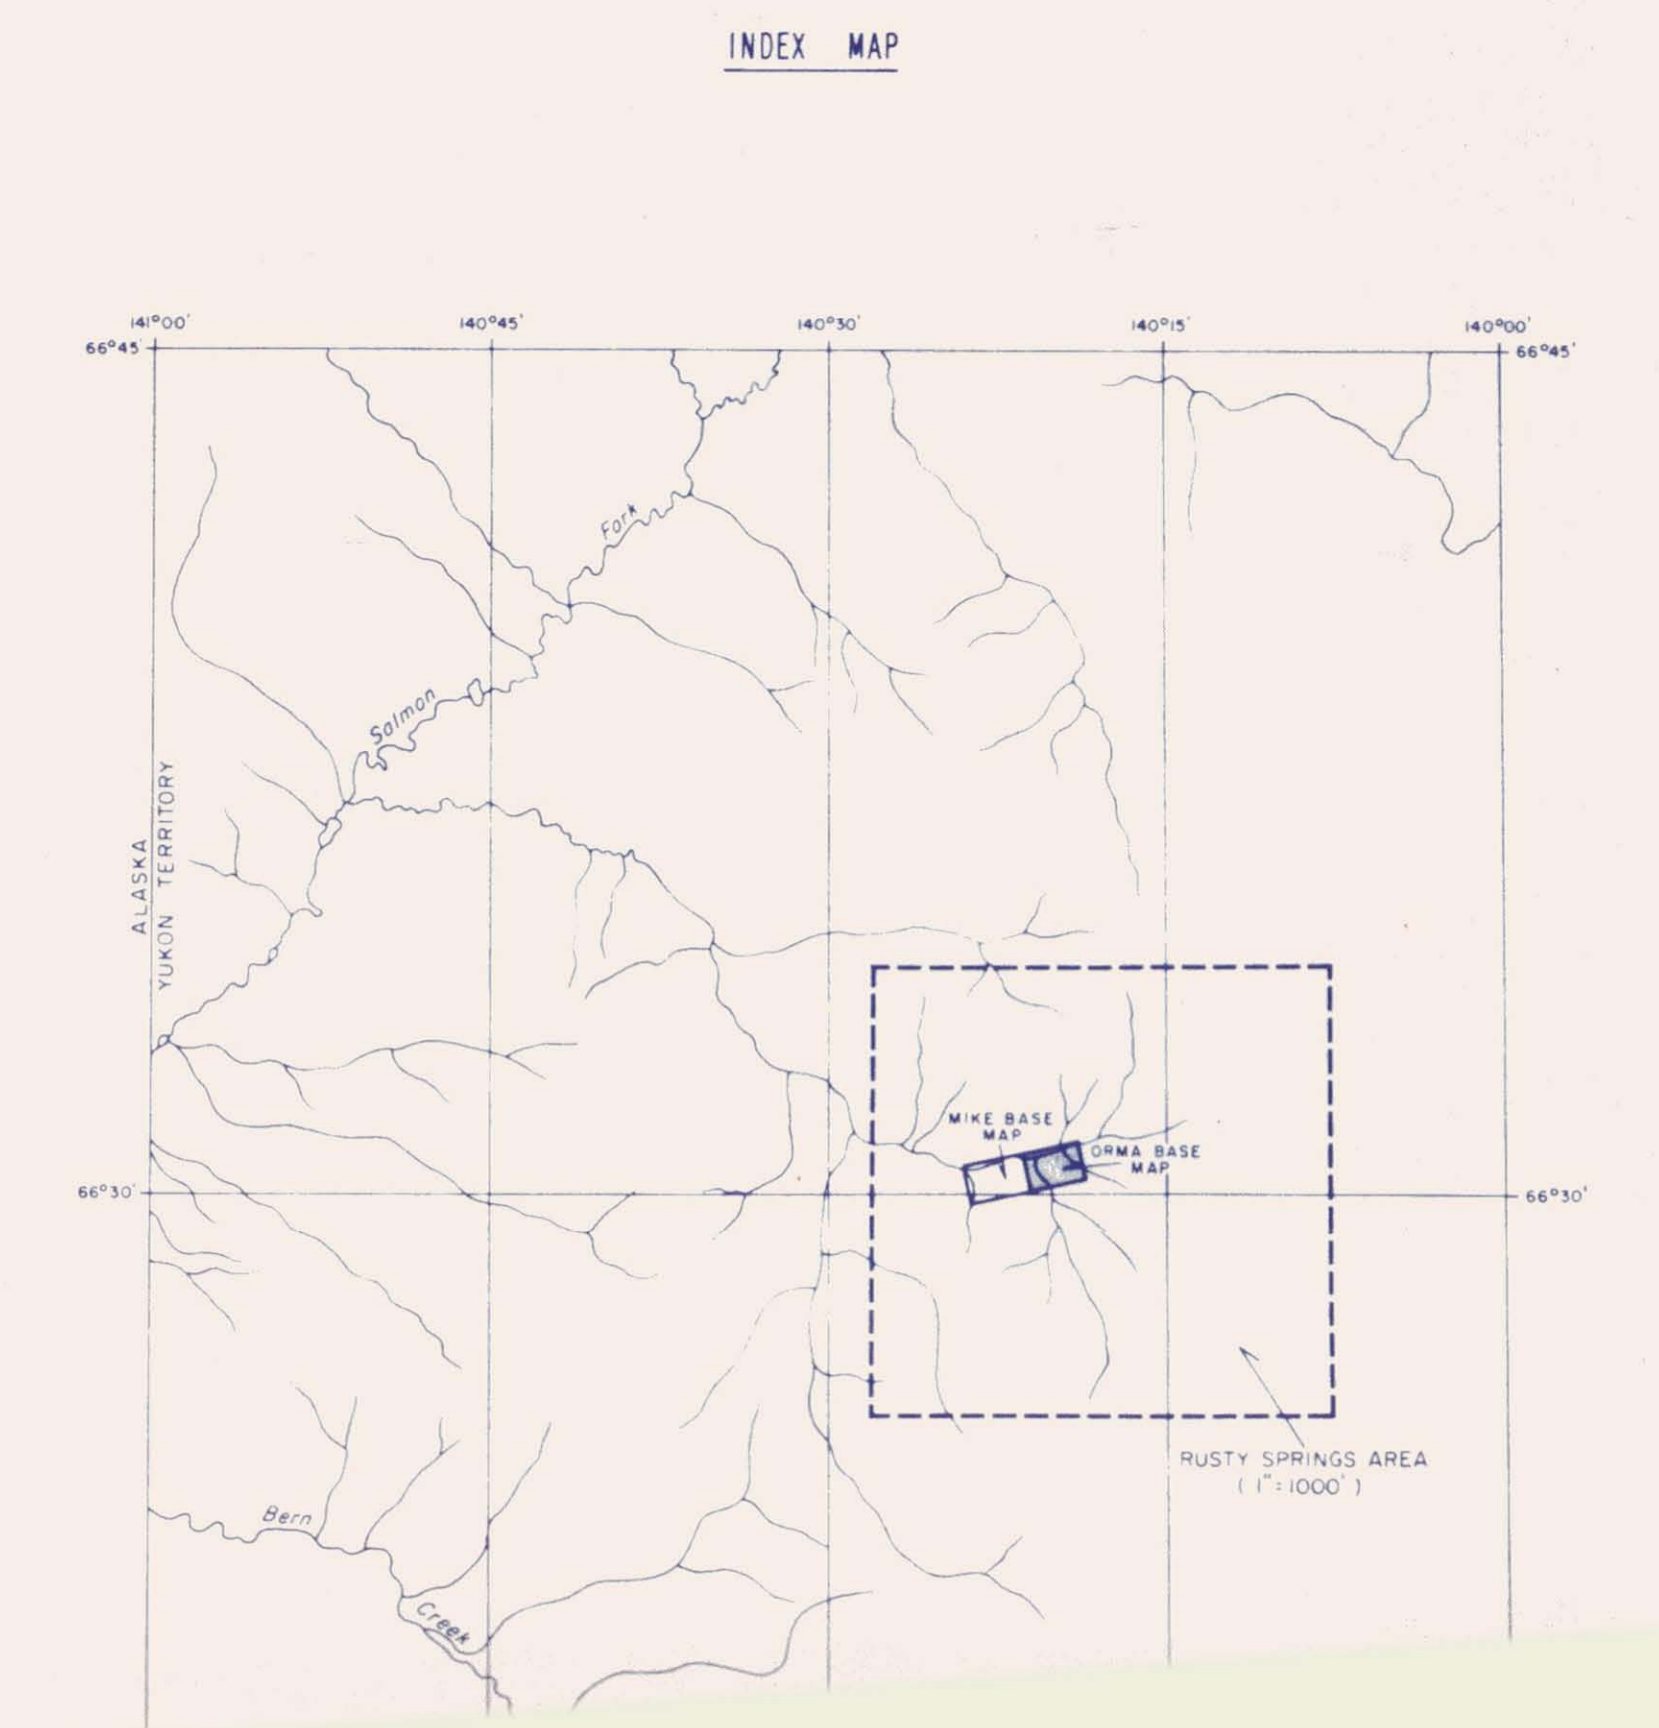 INDEX MAP
141°00' 140°45' 140°30' 140°15' 140°00'
66°45' 66°45'
Fork
Salmon
ALASKA
YUKON TERRITORY
MIKE BASE
MAP
ORMA BASE
MAP
66°30' 66°30'
RUSTY SPRINGS AREA
( 1"=1000' )
Bern
Creek